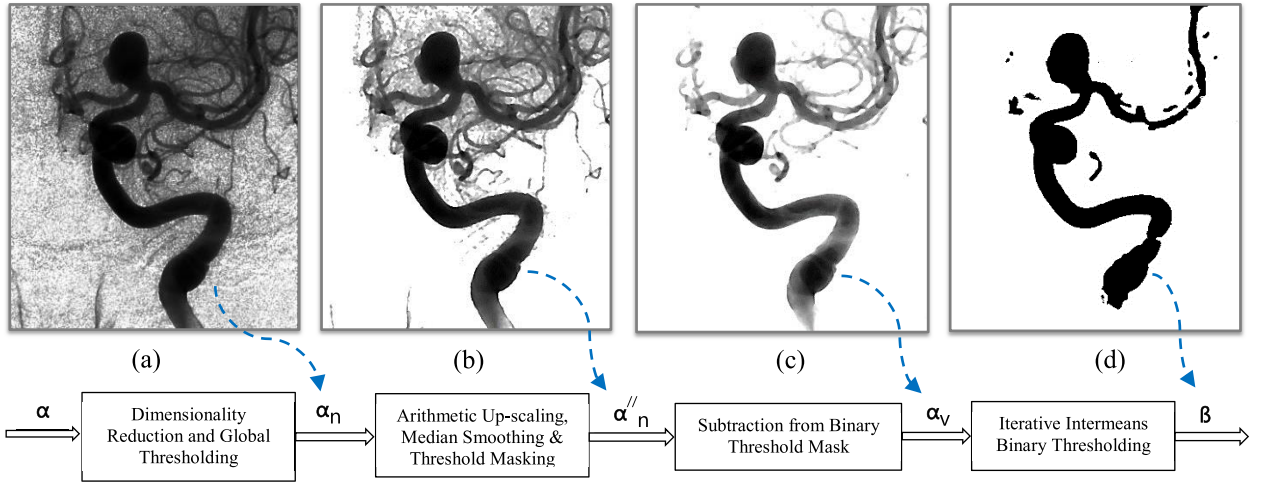 (a)
(b)
(c)
(d)
α
Dimensionality
Reduction and Global
Thresholding
αn
Arithmetic Up-scaling,
Median Smoothing &
Threshold Masking
α//n
Subtraction from Binary
Threshold Mask
αv
Iterative Intermeans
Binary Thresholding
ß